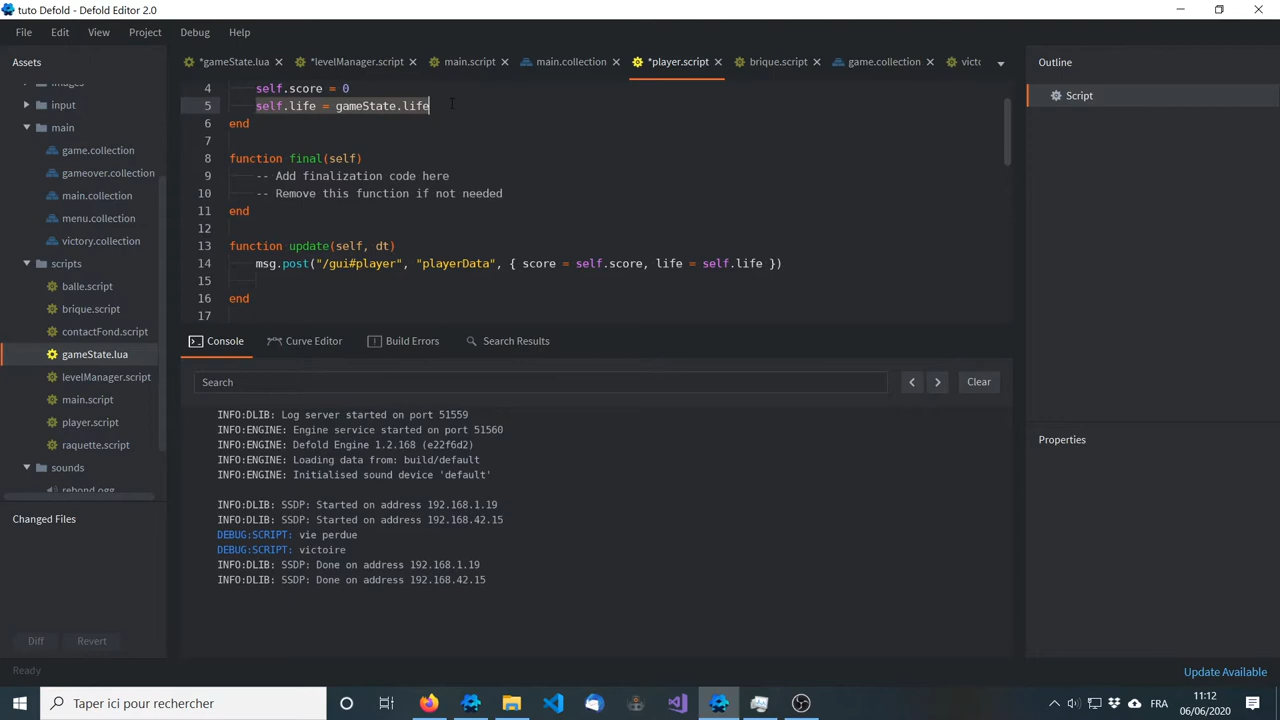 tuto Defold - Defold Editor 2.0
File Edit View Project Debug Help
Assets
images
input
main
game.collection
gameover.collection
main.collection
menu.collection
victory.collection
scripts
balle.script
brique.script
contactFond.script
gameState.lua
levelManager.script
main.script
player.script
raquette.script
sounds
rebond.ogg
Changed Files
Diff Revert
Ready
*gameState.lua *levelManager.script main.script main.collection *player.script brique.script game.collection victo
4 self.score = 0
5 self.life = gameState.life
6 end
7
8 function final(self)
9 -- Add finalization code here
10 -- Remove this function if not needed
11 end
12
13 function update(self, dt)
14 msg.post("/gui#player", "playerData", { score = self.score, life = self.life })
15
16 end
17
Console Curve Editor Build Errors Search Results
Search Clear
INFO:DLIB: Log server started on port 51559
INFO:ENGINE: Engine service started on port 51560
INFO:ENGINE: Defold Engine 1.2.168 (e22f6d2)
INFO:ENGINE: Loading data from: build/default
INFO:ENGINE: Initialised sound device 'default'
INFO:DLIB: SSDP: Started on address 192.168.1.19
INFO:DLIB: SSDP: Started on address 192.168.42.15
DEBUG:SCRIPT: vie perdue
DEBUG:SCRIPT: victoire
INFO:DLIB: SSDP: Done on address 192.168.1.19
INFO:DLIB: SSDP: Done on address 192.168.42.15
Outline
Script
Properties
Update Available
Taper ici pour rechercher
FRA
11:12
06/06/2020